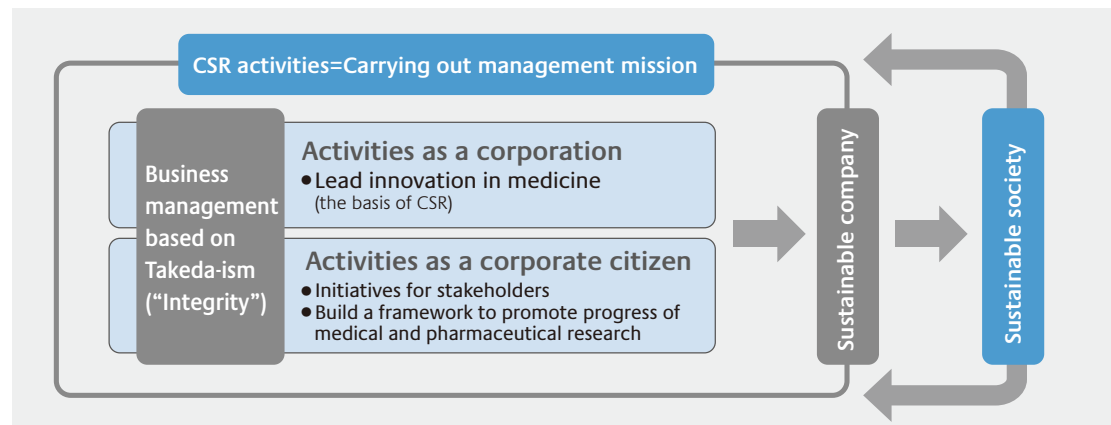 CSR activities=Carrying out management mission
Business
management
based on
Takeda-ism
(“Integrity”)
Activities as a corporation
●Lead innovation in medicine
(the basis of CSR)
Activities as a corporate citizen
●Initiatives for stakeholders
●Build a framework to promote progress of
medical and pharmaceutical research
Sustainable company
Sustainable society